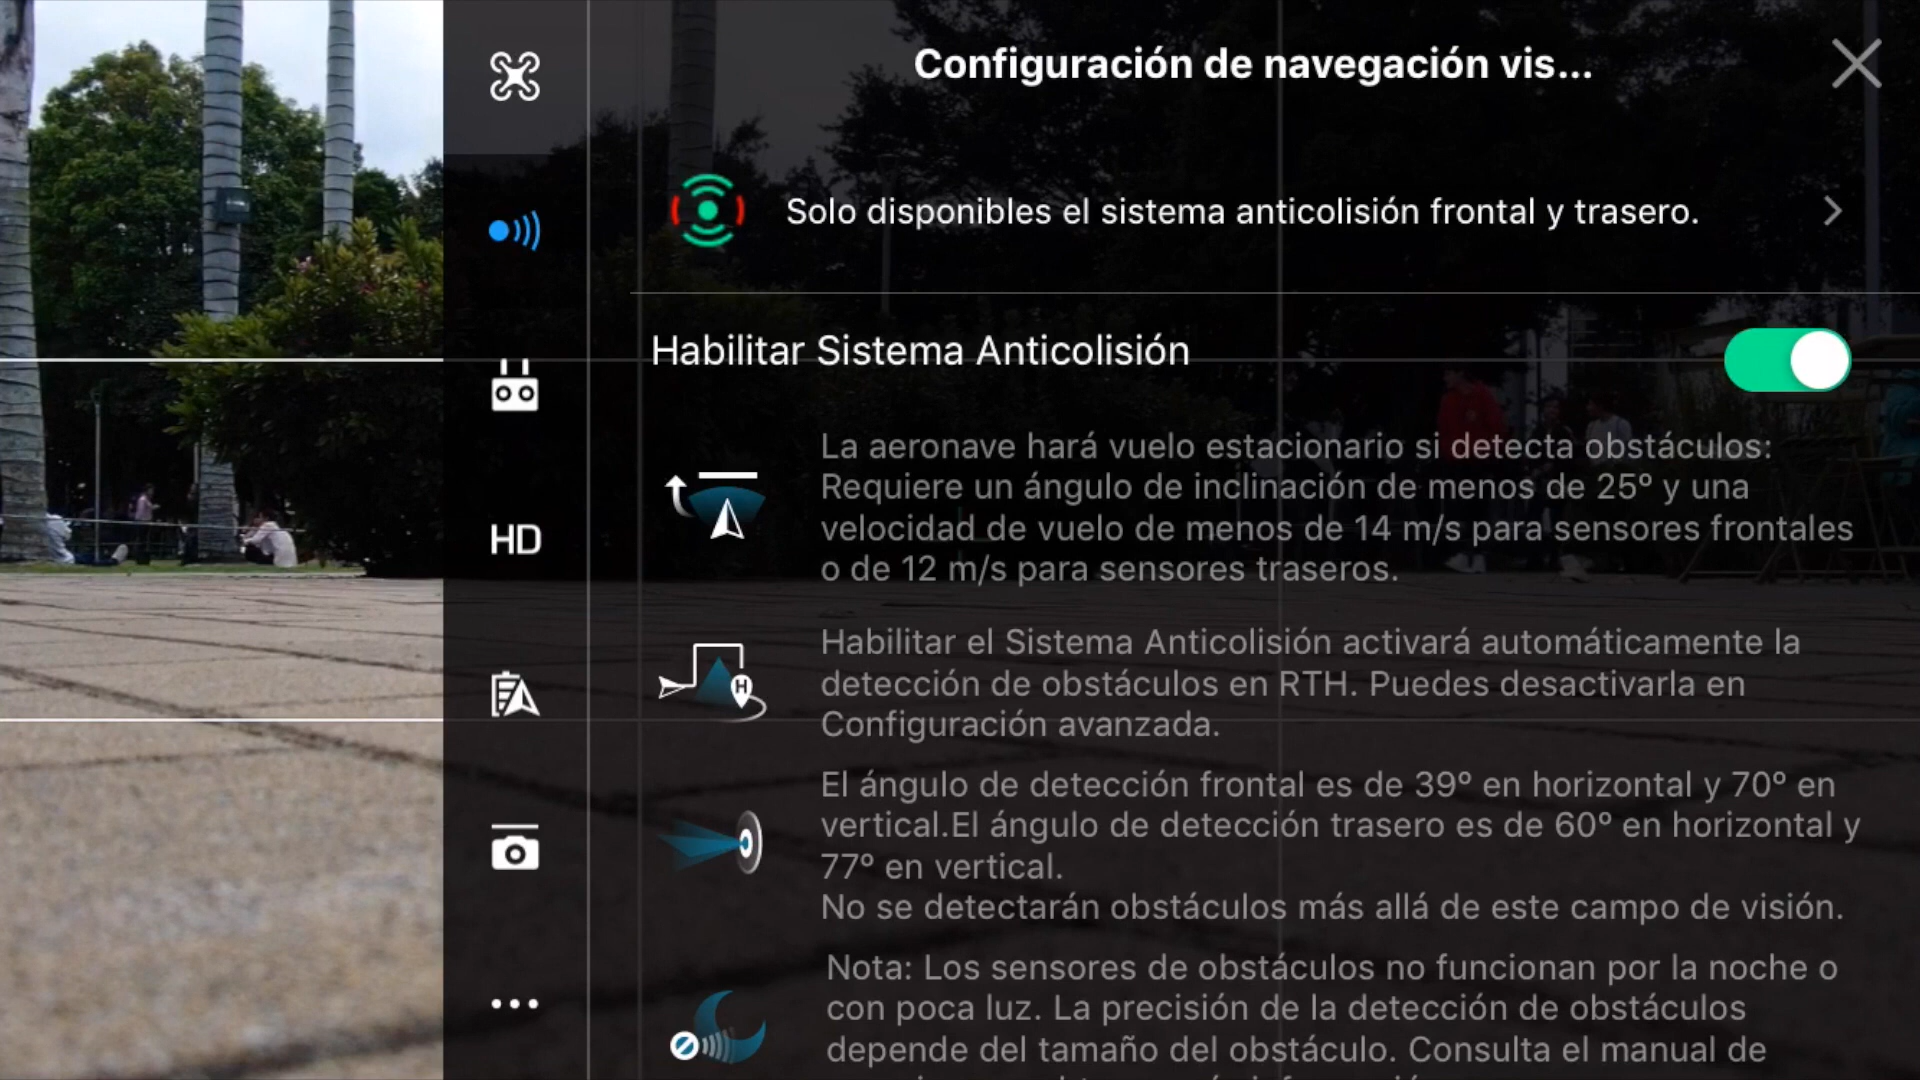 Configuración de navegación vis...
Solo disponibles el sistema anticolisión frontal y trasero.
Habilitar Sistema Anticolisión
La aeronave hará vuelo estacionario si detecta obstáculos:
Requiere un ángulo de inclinación de menos de 25º y una
velocidad de vuelo de menos de 14 m/s para sensores frontales
o de 12 m/s para sensores traseros.
Habilitar el Sistema Anticolisión activará automáticamente la
detección de obstáculos en RTH. Puedes desactivarla en
Configuración avanzada.
El ángulo de detección frontal es de 39º en horizontal y 70º en
vertical.El ángulo de detección trasero es de 60º en horizontal y
77º en vertical.
No se detectarán obstáculos más allá de este campo de visión.
Nota: Los sensores de obstáculos no funcionan por la noche o
con poca luz. La precisión de la detección de obstáculos
depende del tamaño del obstáculo. Consulta el manual de
HD
H